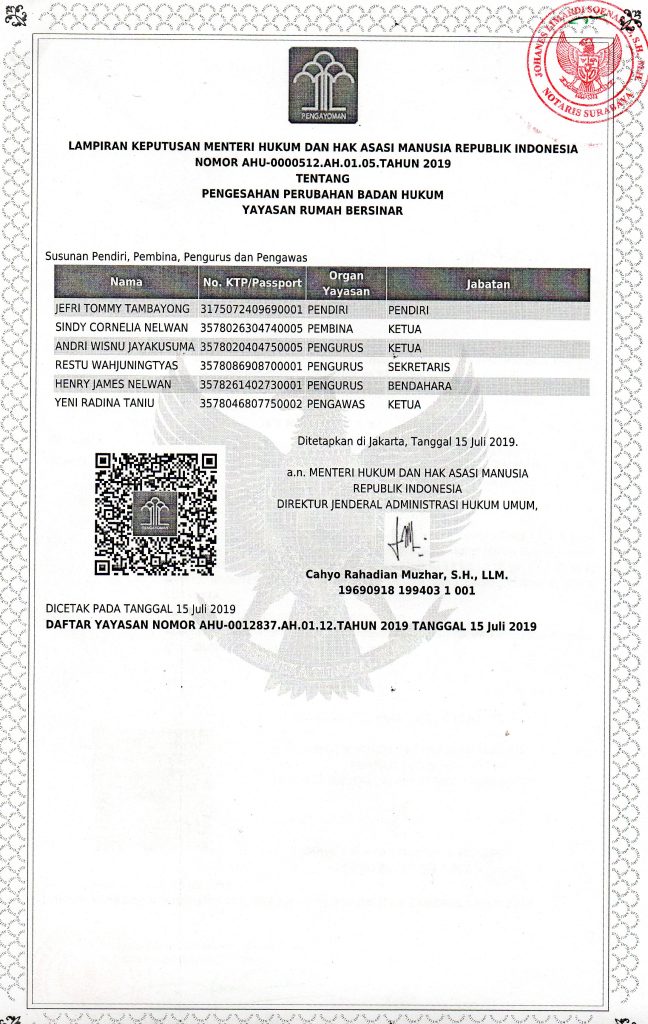 JOHANES LIMARDI SOENARJO, S.H., M.H.
NOTARIS SURABAYA
PENGAYOMAN
LAMPIRAN KEPUTUSAN MENTERI HUKUM DAN HAK ASASI MANUSIA REPUBLIK INDONESIA
NOMOR AHU-0000512.AH.01.05.TAHUN 2019
TENTANG
PENGESAHAN PERUBAHAN BADAN HUKUM
YAYASAN RUMAH BERSINAR
Susunan Pendiri, Pembina, Pengurus dan Pengawas
Nama No. KTP/Passport Organ Yayasan Jabatan
JEFRI TOMMY TAMBAYONG 3175072409690001 PENDIRI PENDIRI
SINDY CORNELIA NELWAN 3578026304740005 PEMBINA KETUA
ANDRI WISNU JAYAKUSUMA 3578020404750005 PENGURUS KETUA
RESTU WAHJUNINGTYAS 3578086908700001 PENGURUS SEKRETARIS
HENRY JAMES NELWAN 3578261402730001 PENGURUS BENDAHARA
YENI RADINA TANIU 3578046807750002 PENGAWAS KETUA
Ditetapkan di Jakarta, Tanggal 15 Juli 2019.
a.n. MENTERI HUKUM DAN HAK ASASI MANUSIA
REPUBLIK INDONESIA
DIREKTUR JENDERAL ADMINISTRASI HUKUM UMUM,
PENGAYOMAN
Cahyo Rahadian Muzhar, S.H., LLM.
19690918 199403 1 001
DICETAK PADA TANGGAL 15 Juli 2019
DAFTAR YAYASAN NOMOR AHU-0012837.AH.01.12.TAHUN 2019 TANGGAL 15 Juli 2019